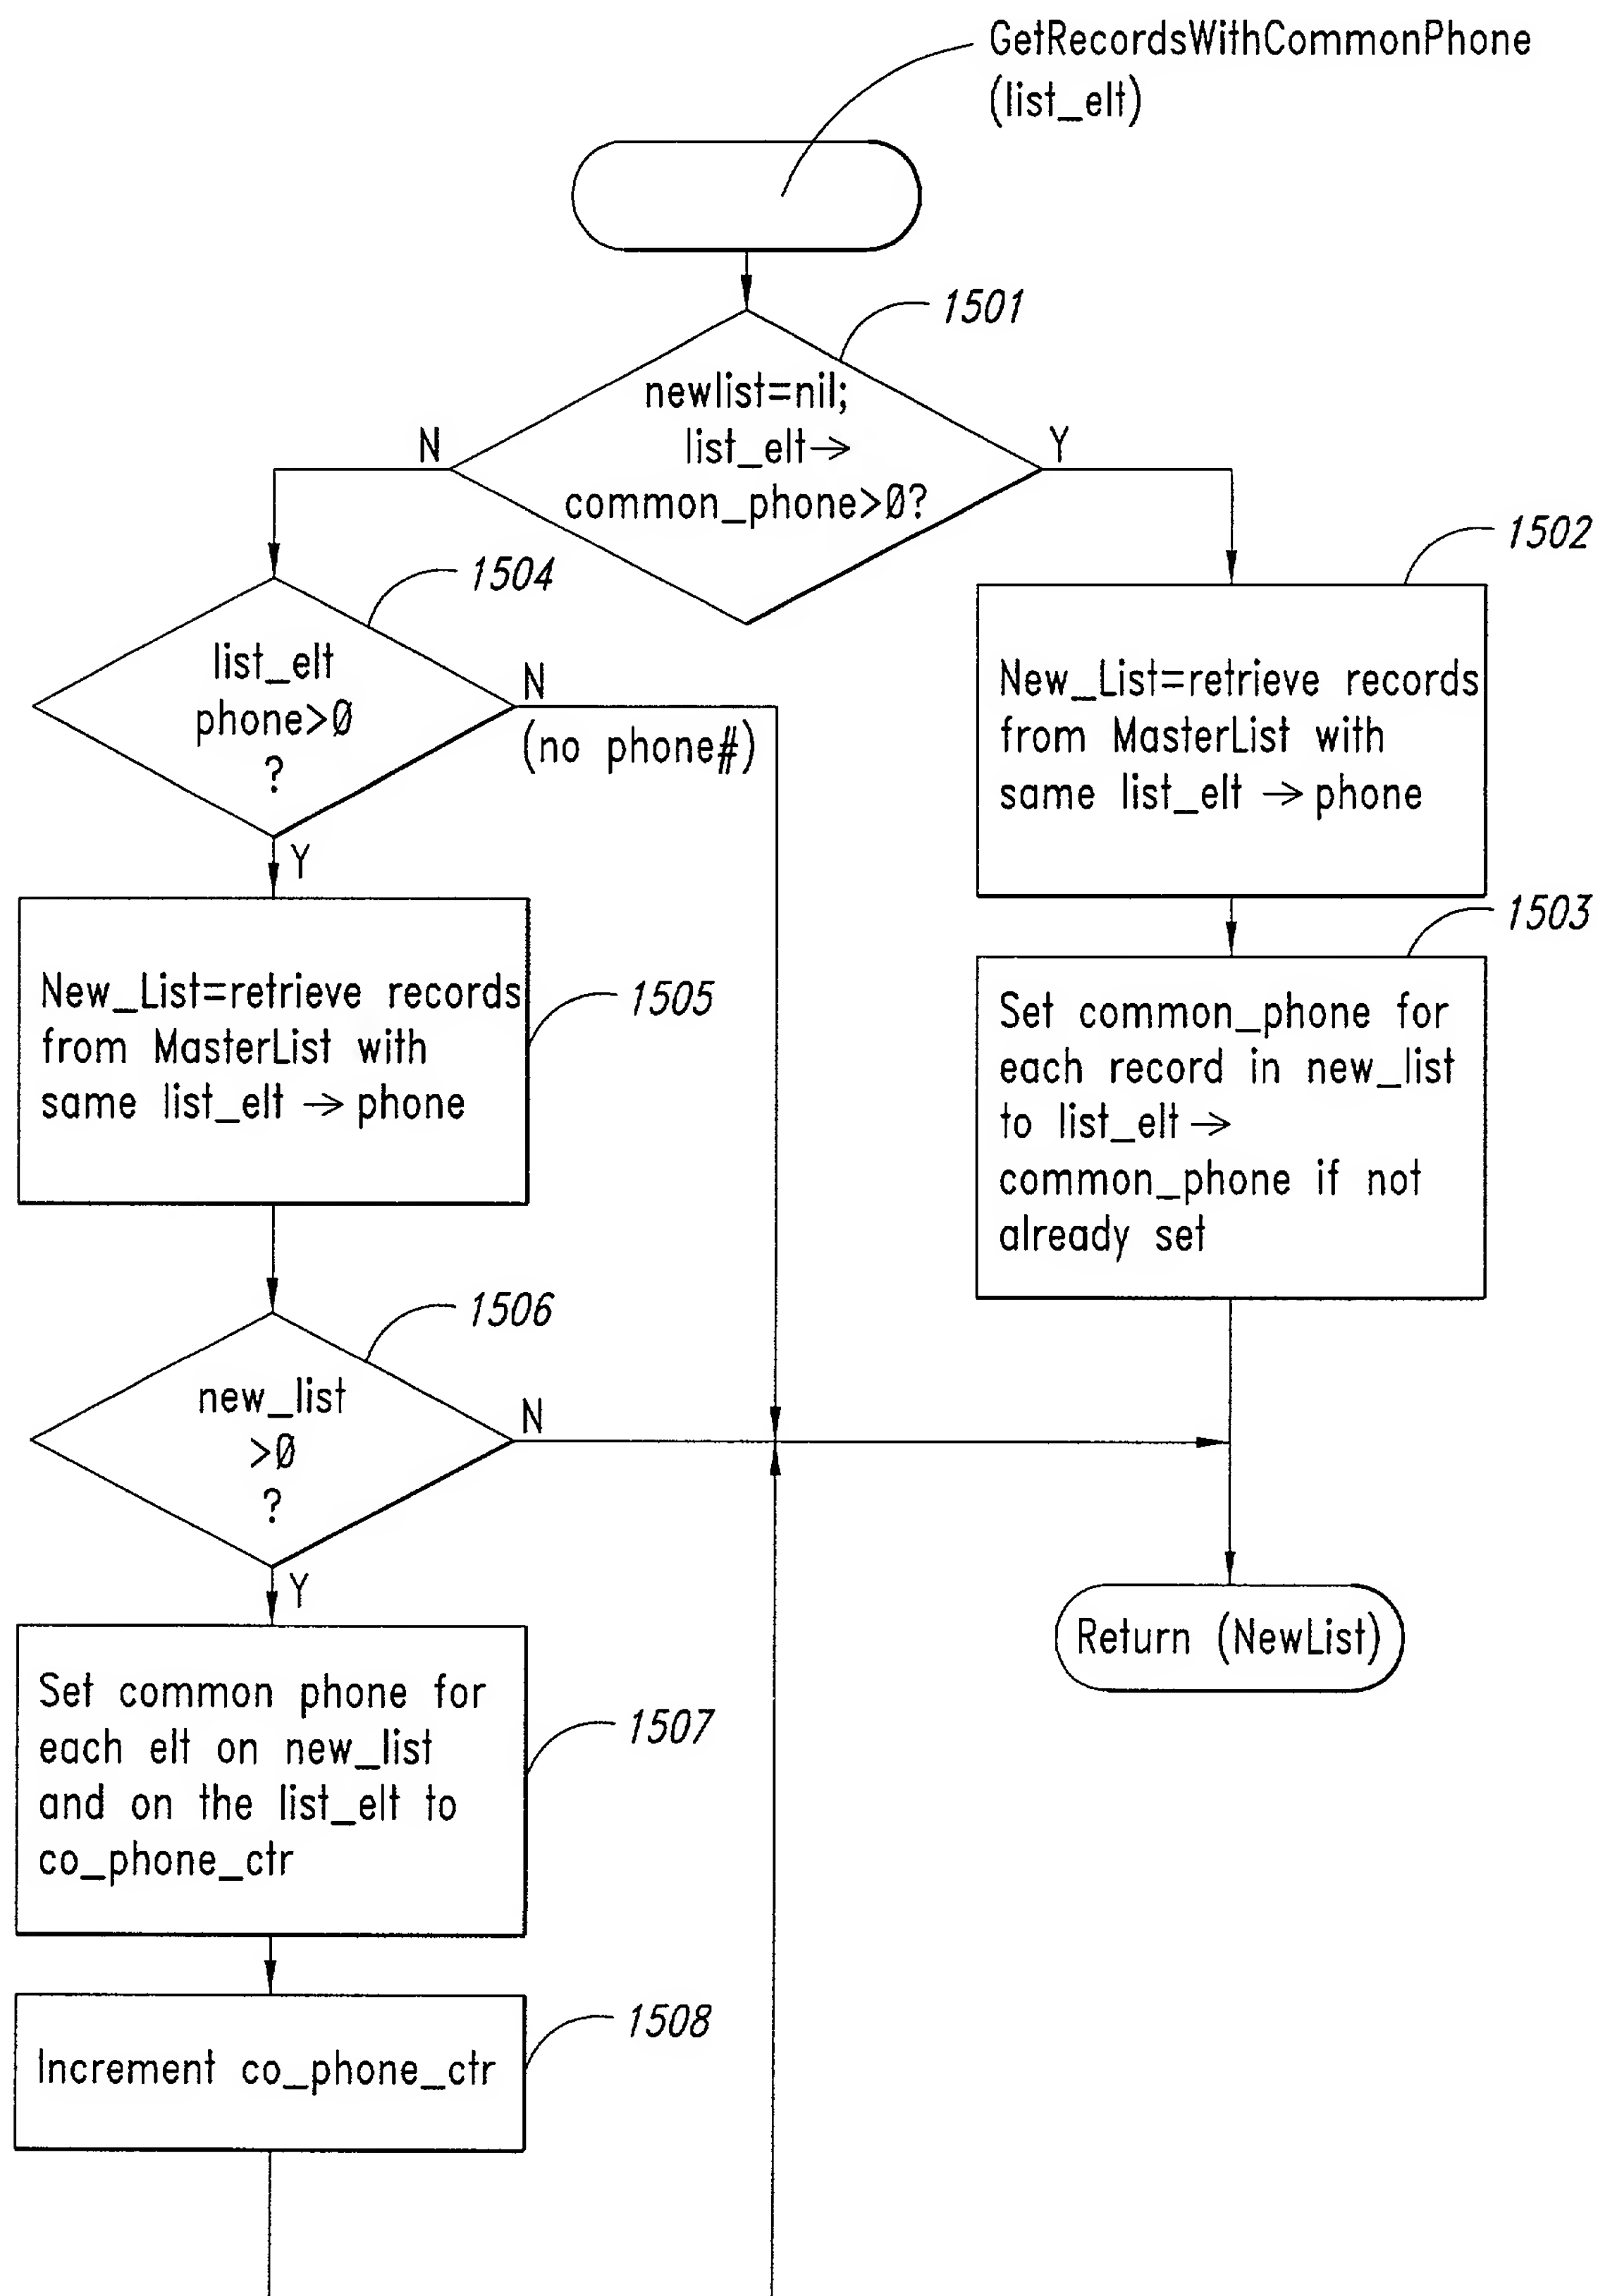 GetRecordsWithCommonPhone
(list_elt)
1501
newlist=nil;
list_elt→
common_phone>0?
N
Y
1502
New_List=retrieve records
from MasterList with
same list_elt → phone
1503
Set common_phone for
each record in new_list
to list_elt →
common_phone if not
already set
1504
list_elt
phone>0
?
N
(no phone#)
Y
New_List=retrieve records
from MasterList with
same list_elt → phone
1505
1506
new_list
>0
?
N
Y
Return (NewList)
Set common phone for
each elt on new_list
and on the list_elt to
co_phone_ctr
1507
1508
Increment co_phone_ctr